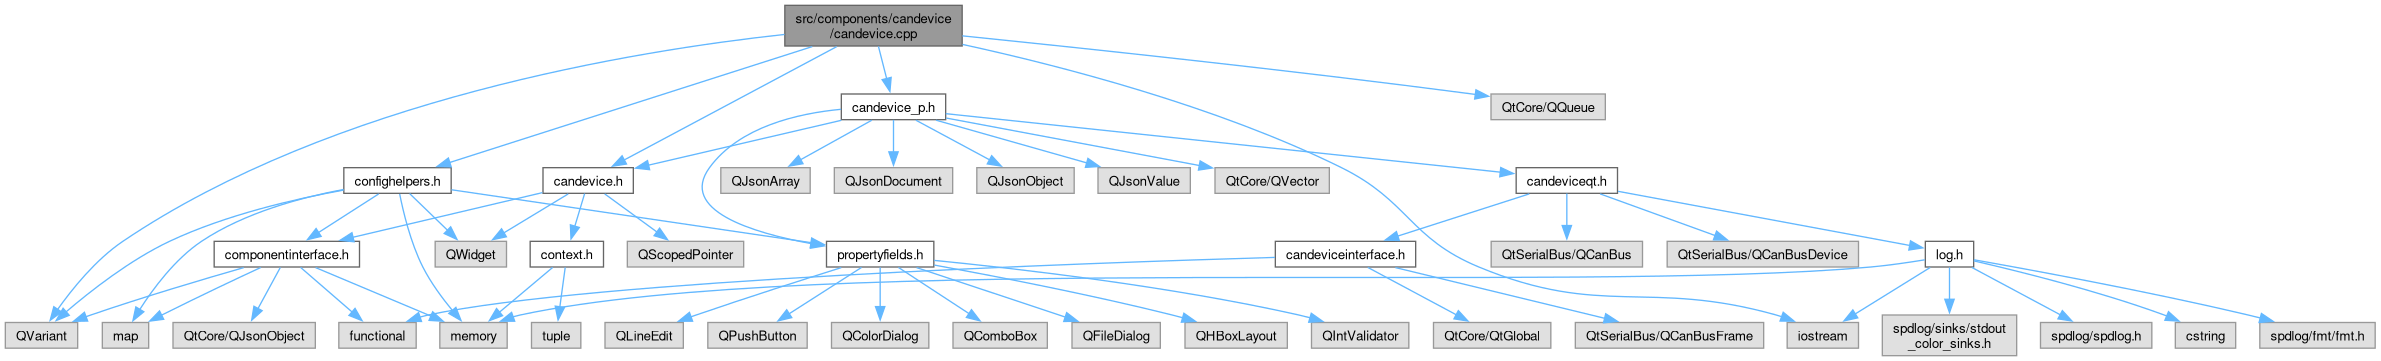 src/components/candevice
/candevice.cpp
candevice_p.h
QtCore/QQueue
confighelpers.h
candevice.h
QJsonArray
QJsonDocument
QJsonObject
QJsonValue
QtCore/QVector
candeviceqt.h
componentinterface.h
QWidget
context.h
QScopedPointer
propertyfields.h
candeviceinterface.h
QtSerialBus/QCanBus
QtSerialBus/QCanBusDevice
log.h
QVariant
map
QtCore/QJsonObject
functional
memory
tuple
QLineEdit
QPushButton
QColorDialog
QComboBox
QFileDialog
QHBoxLayout
QIntValidator
QtCore/QtGlobal
QtSerialBus/QCanBusFrame
iostream
spdlog/sinks/stdout
_color_sinks.h
spdlog/spdlog.h
cstring
spdlog/fmt/fmt.h